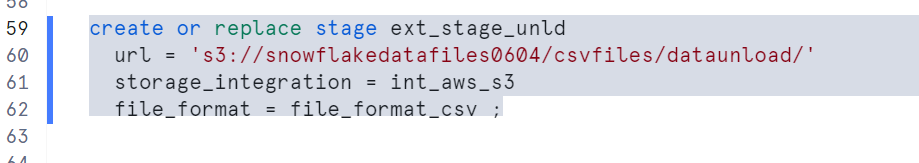 58
59 create or replace stage ext_stage_unld
60 url = 's3://snowflakedatafiles0604/csvfiles/dataunload/'
61 storage_integration = int_aws_s3
62 file_format = file_format_csv ;
63
64